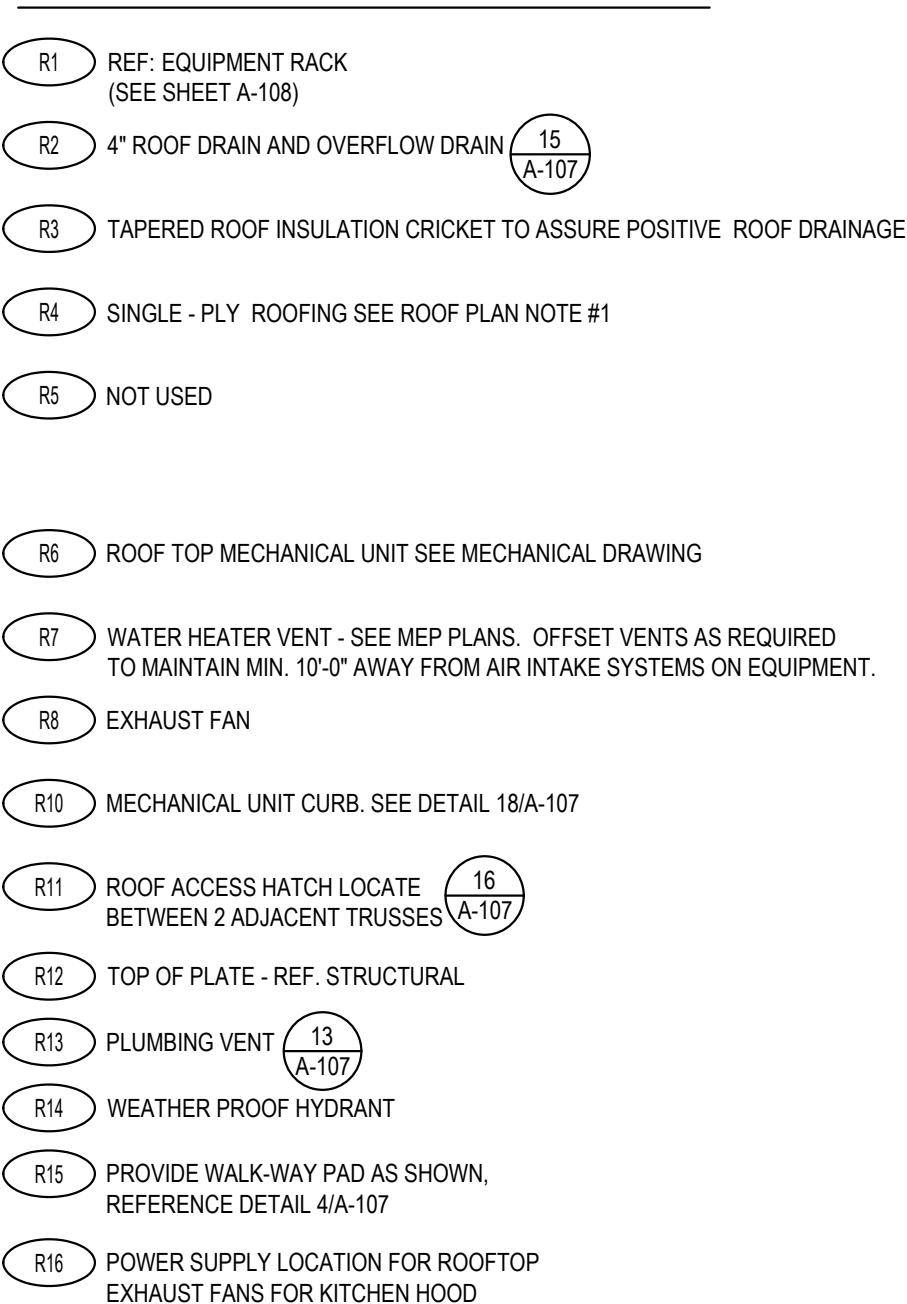 R1 REF: EQUIPMENT RACK
(SEE SHEET A-108)
R2 4" ROOF DRAIN AND OVERFLOW DRAIN 15
A-107
R3 TAPERED ROOF INSULATION CRICKET TO ASSURE POSITIVE ROOF DRAINAGE
R4 SINGLE - PLY ROOFING SEE ROOF PLAN NOTE #1
R5 NOT USED
R6 ROOF TOP MECHANICAL UNIT SEE MECHANICAL DRAWING
R7 WATER HEATER VENT - SEE MEP PLANS. OFFSET VENTS AS REQUIRED
TO MAINTAIN MIN. 10'-0" AWAY FROM AIR INTAKE SYSTEMS ON EQUIPMENT.
R8 EXHAUST FAN
R10 MECHANICAL UNIT CURB. SEE DETAIL 18/A-107
R11 ROOF ACCESS HATCH LOCATE 16
BETWEEN 2 ADJACENT TRUSSES A-107
R12 TOP OF PLATE - REF. STRUCTURAL
R13 PLUMBING VENT 13
A-107
R14 WEATHER PROOF HYDRANT
R15 PROVIDE WALK-WAY PAD AS SHOWN,
REFERENCE DETAIL 4/A-107
R16 POWER SUPPLY LOCATION FOR ROOFTOP
EXHAUST FANS FOR KITCHEN HOOD